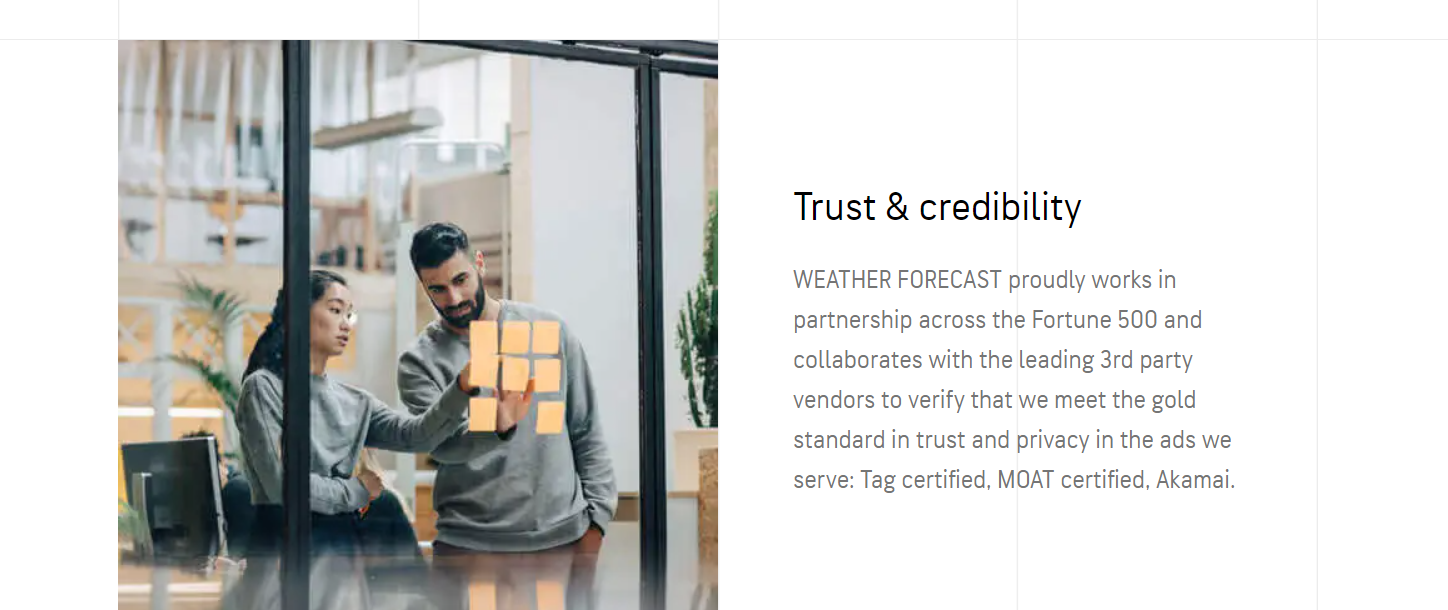 Trust & credibility
WEATHER FORECAST proudly works in
partnership across the Fortune 500 and
collaborates with the leading 3rd party
vendors to verify that we meet the gold
standard in trust and privacy in the ads we
serve: Tag certified, MOAT certified, Akamai.